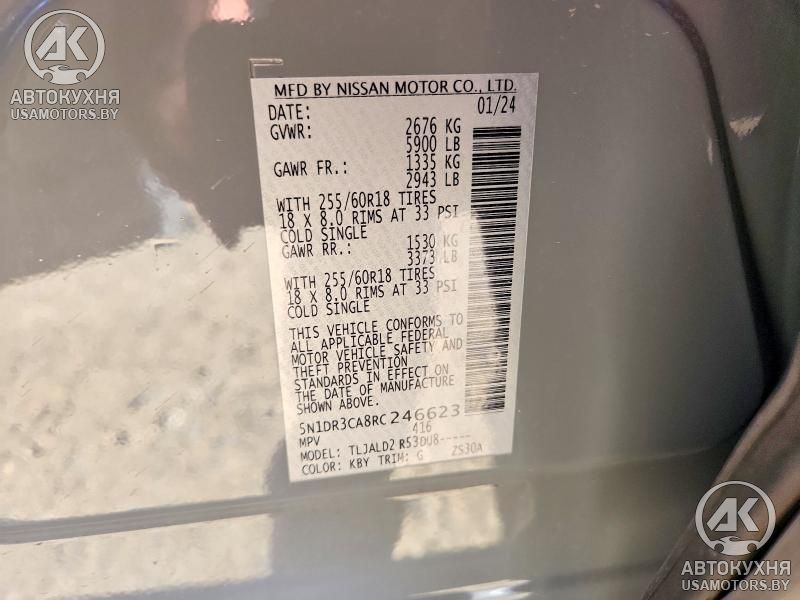 AK
АВТОКУХНЯ
USAMOTORS.BY
MFD BY NISSAN MOTOR CO., LTD.
DATE: 01/24
GVWR: 2676 KG
5900 LB
GAWR FR.: 1335 KG
2943 LB
WITH 255/60R18 TIRES
18 X 8.0 RIMS AT 33 PSI
COLD SINGLE
GAWR RR.: 1530 KG
3373 LB
WITH 255/60R18 TIRES
18 X 8.0 RIMS AT 33 PSI
COLD SINGLE
THIS VEHICLE CONFORMS TO
ALL APPLICABLE FEDERAL
MOTOR VEHICLE SAFETY AND
THEFT PREVENTION
STANDARDS IN EFFECT ON
THE DATE OF MANUFACTURE
SHOWN ABOVE.
5N1DR3CA8RC246623
MPV 416
MODEL: TLJALD2 R53DU8-----
COLOR: KBY TRIM: G ZS30A
AK
АВТОКУХНЯ
USAMOTORS.BY